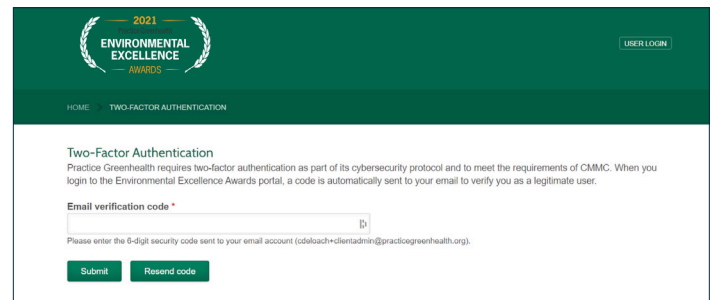 2021
Practice Greenhealth
ENVIRONMENTAL
EXCELLENCE
AWARDS
USER LOGIN
HOME TWO-FACTOR AUTHENTICATION
Two-Factor Authentication
Practice Greenhealth requires two-factor authentication as part of its cybersecurity protocol and to meet the requirements of CMMC. When you
login to the Environmental Excellence Awards portal, a code is automatically sent to your email to verify you as a legitimate user.
Email verification code *
Please enter the 6-digit security code sent to your email account (cdeloach+clientadmin@practicegreenhealth.org).
Submit Resend code